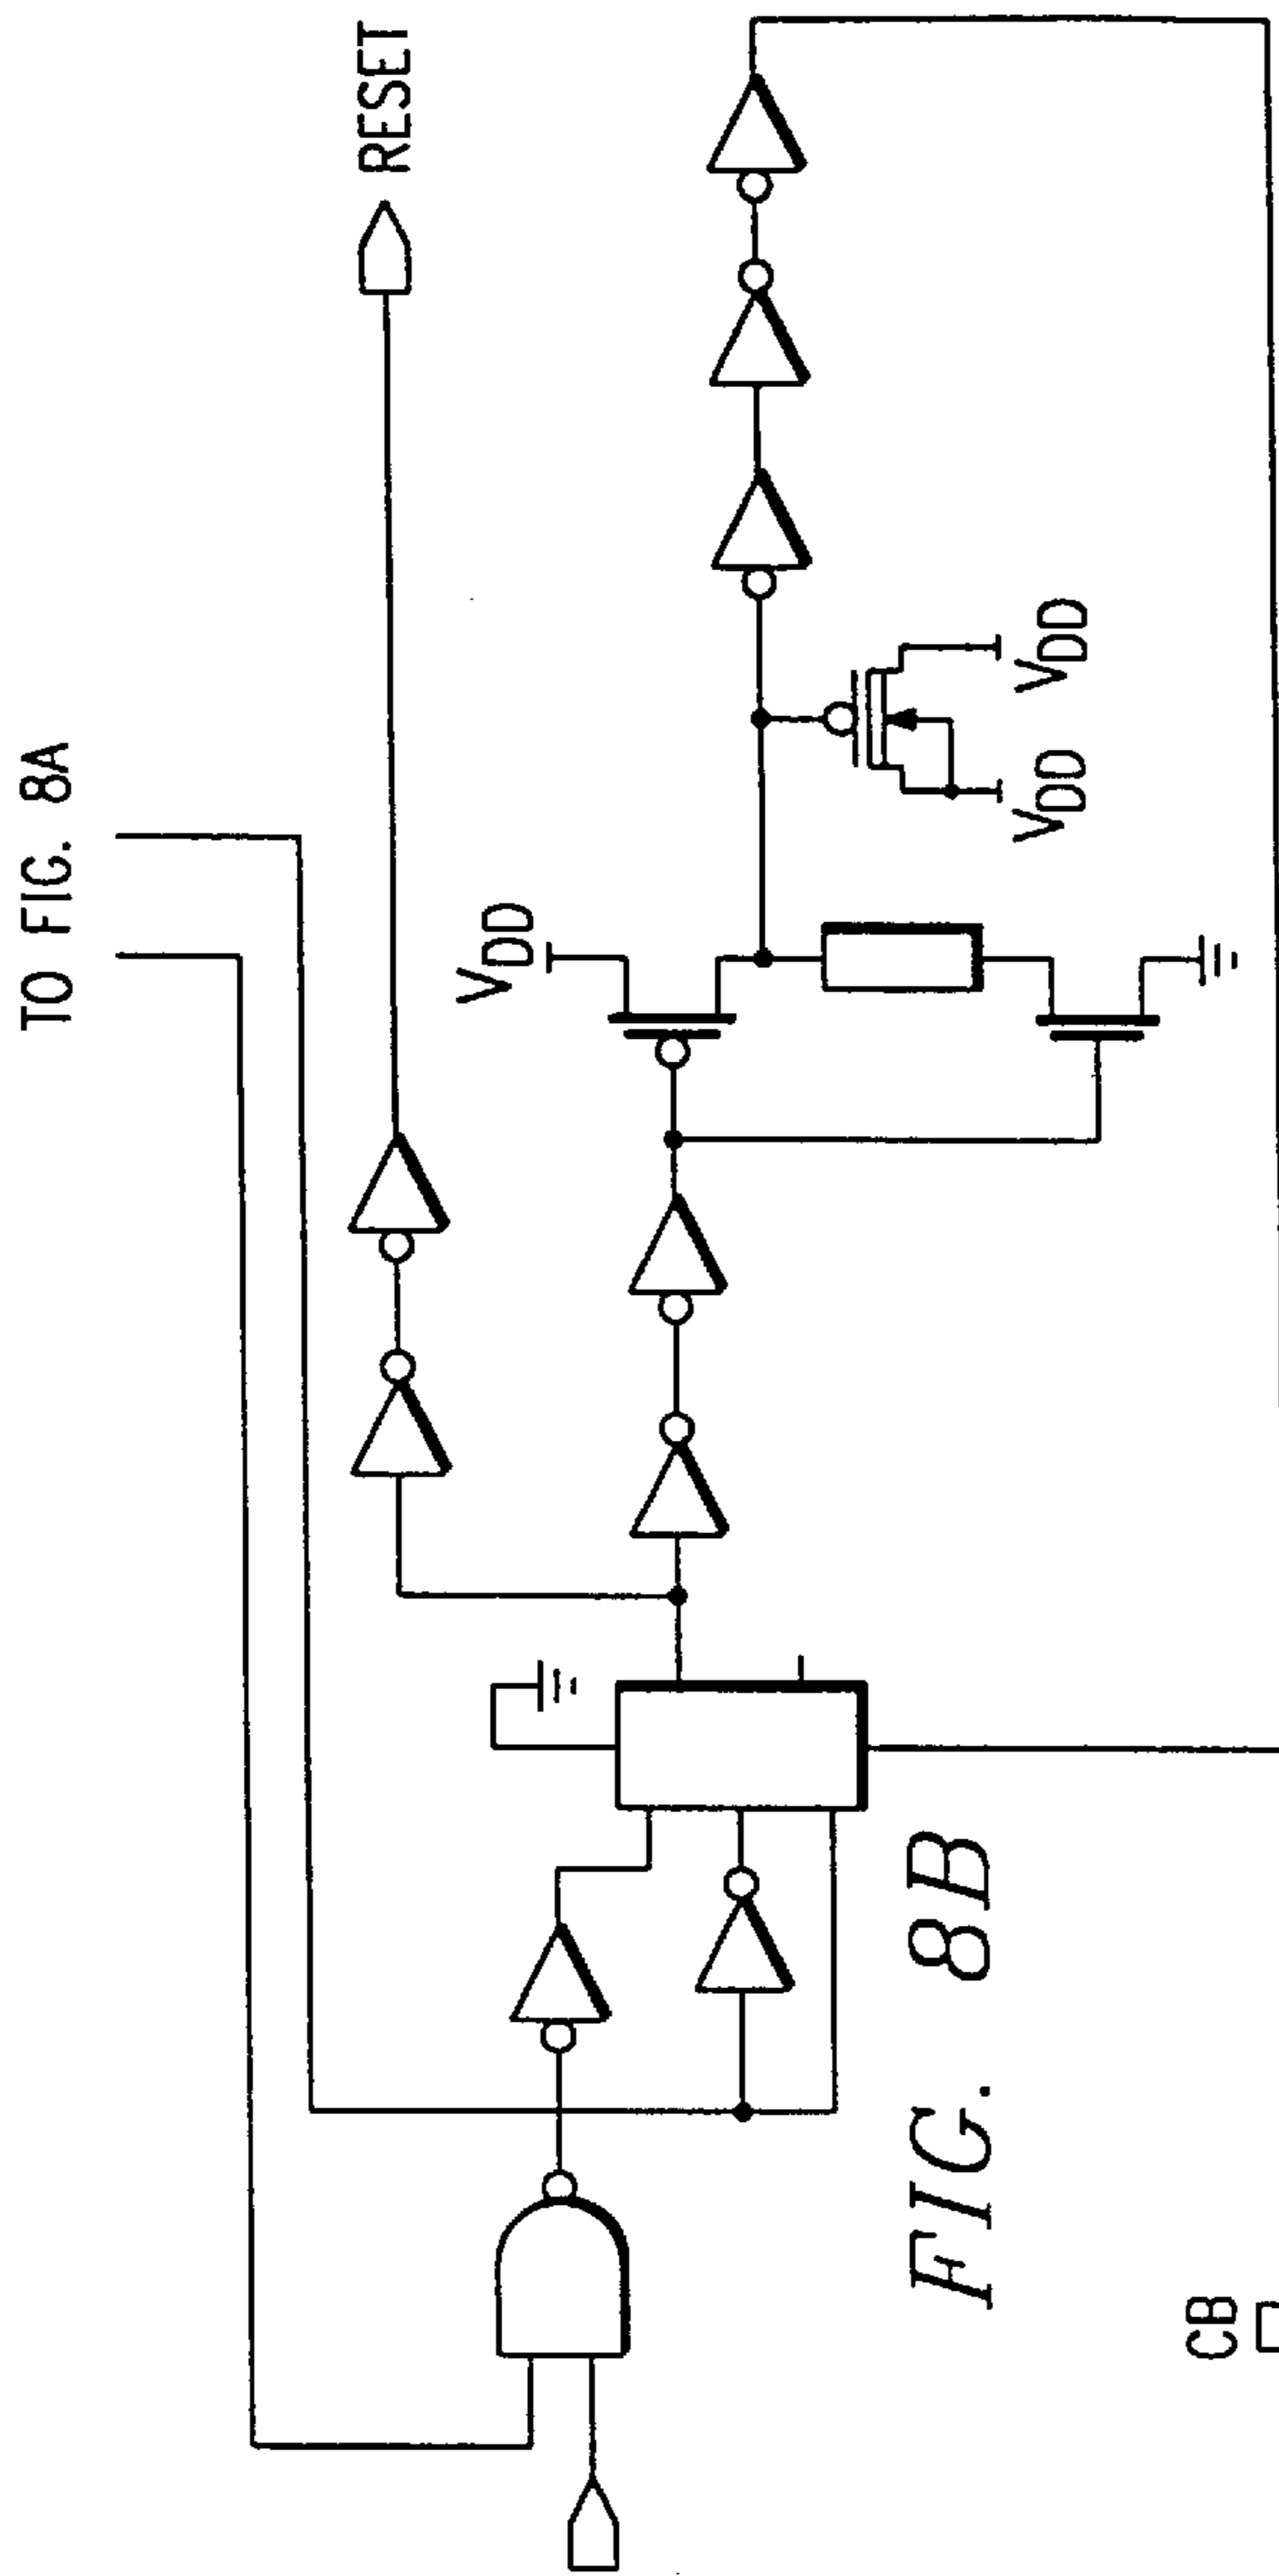 TO FIG. 8A
RESET
VDD
VDD
VDD
FIG. 8B
CB